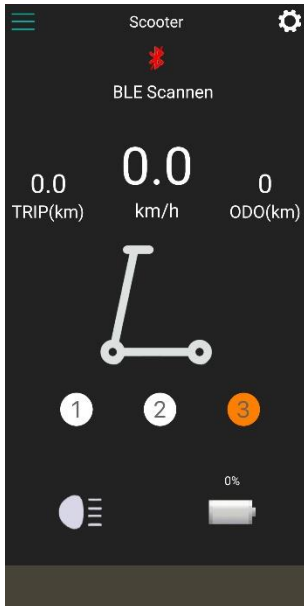 Scooter
BLE Scannen
0.0
0.0
0
TRIP(km)
km/h
ODO(km)
1
2
3
0%